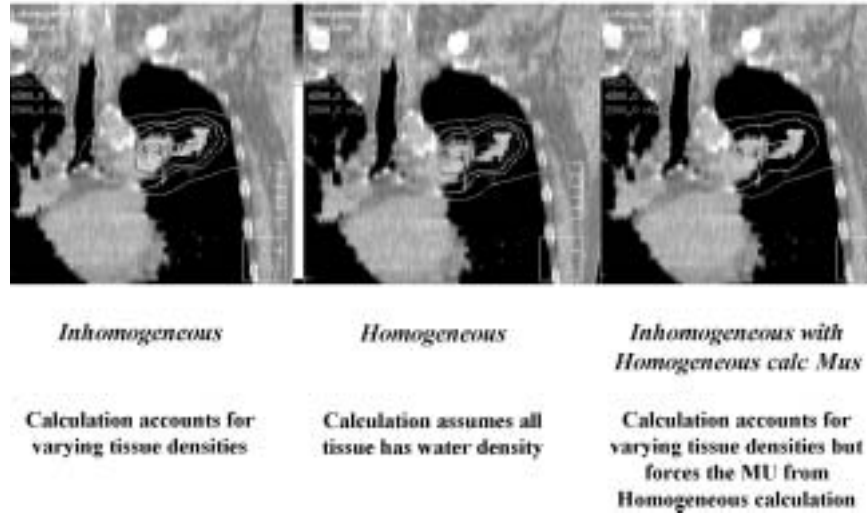 Inhomogeneous
Homogeneous
Inhomogeneous with
Homogeneous calc Mus
Calculation accounts for
varying tissue densities
Calculation assumes all
tissue has water density
Calculation accounts for
varying tissue densities but
forces the MU from
Homogeneous calculation